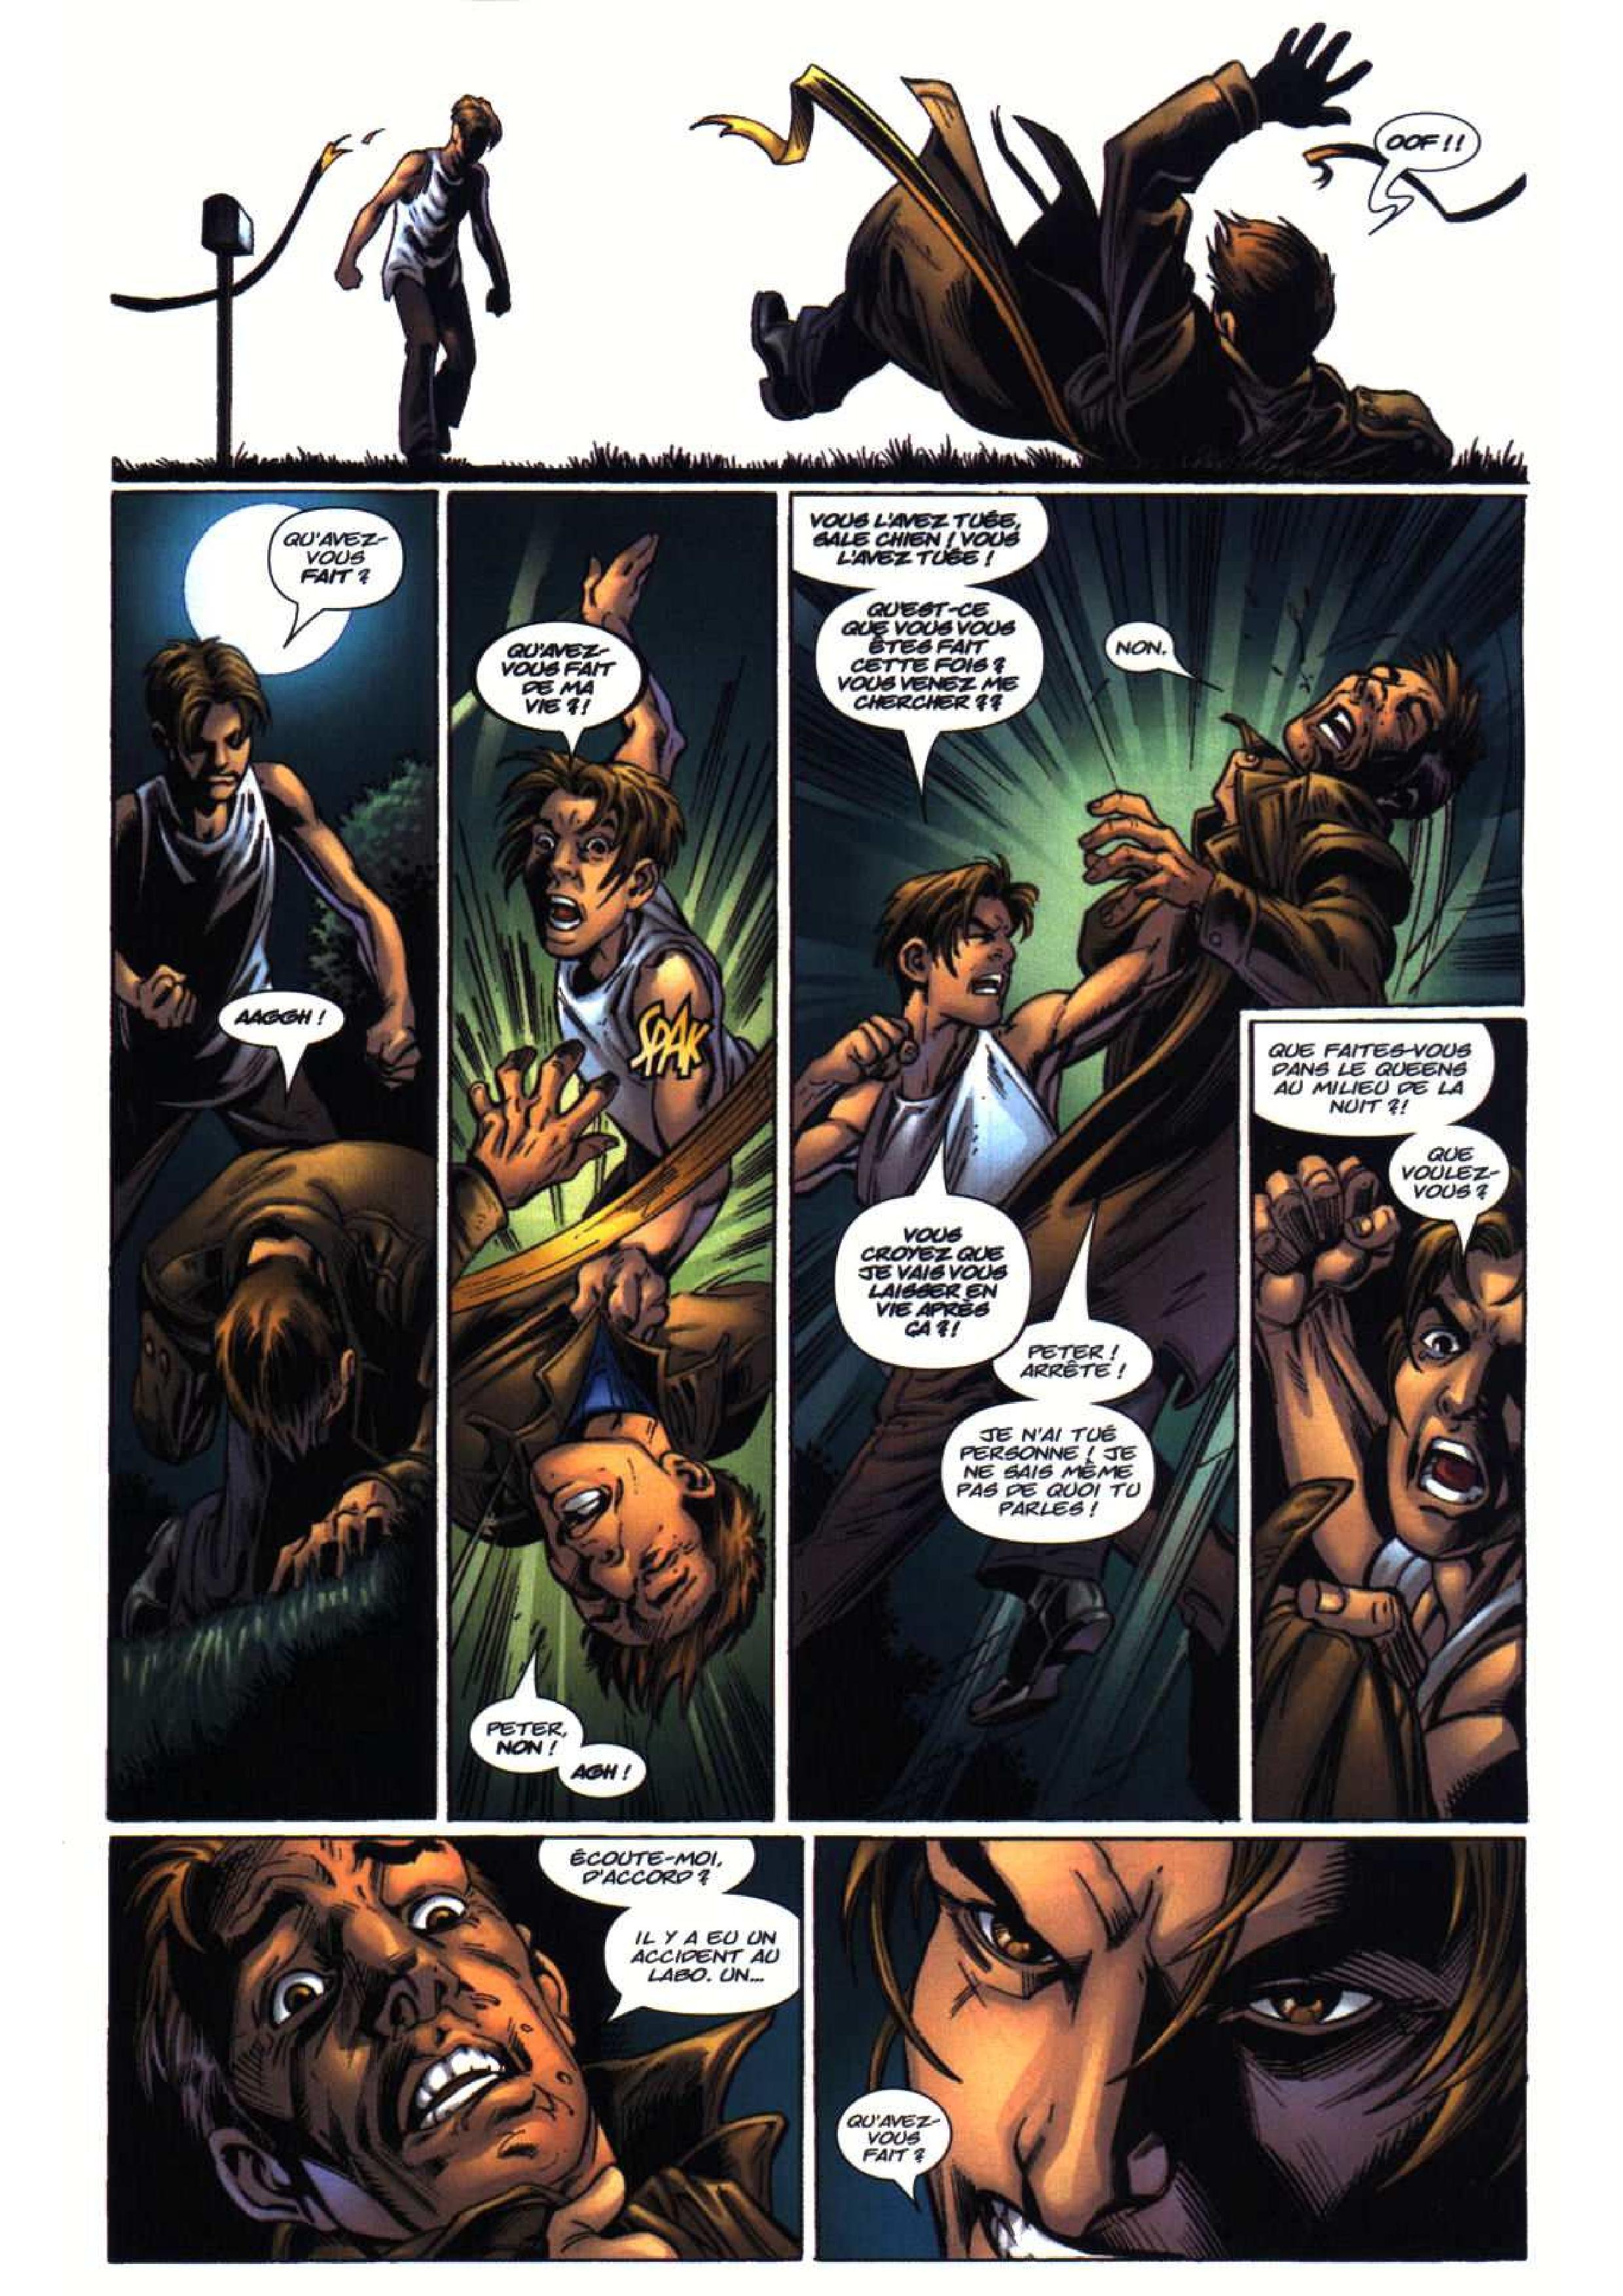 OOF !!
QU'AVEZ-
VOUS
FAIT ?
AAGGH !
QU'AVEZ-
VOUS FAIT
DE MA
VIE ?!
SPAK
PETER,
NON !
AGH !
VOUS L'AVEZ TUÉE,
SALE CHIEN ! VOUS
L'AVEZ TUÉE !
QU'EST-CE
QUE VOUS VOUS
ÊTES FAIT
CETTE FOIS ?
VOUS VENEZ ME
CHERCHER ??
NON.
VOUS
CROYEZ QUE
JE VAIS VOUS
LAISSER EN
VIE APRÈS
ÇA ?!
PETER !
ARRÊTE !
JE N'AI TUÉ
PERSONNE ! JE
NE SAIS MÊME
PAS DE QUOI TU
PARLES !
QUE FAITES-VOUS
DANS LE QUEENS
AU MILIEU DE LA
NUIT ?!
QUE
VOULEZ-
VOUS ?
ÉCOUTE-MOI,
D'ACCORD ?
IL Y A EU UN
ACCIDENT AU
LABO. UN...
QU'AVEZ-
VOUS
FAIT ?